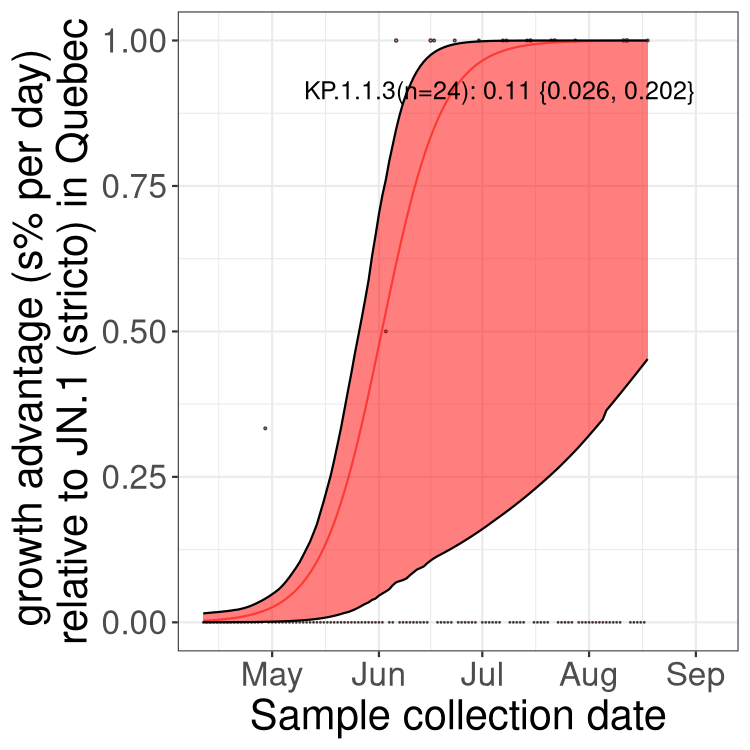 growth advantage (s% per day)
relative to JN.1 (stricto) in Quebec
1.00
0.75
0.50
0.25
0.00
KP.1.1.3(n=24): 0.11 {0.026, 0.202}
May Jun Jul Aug Sep
Sample collection date